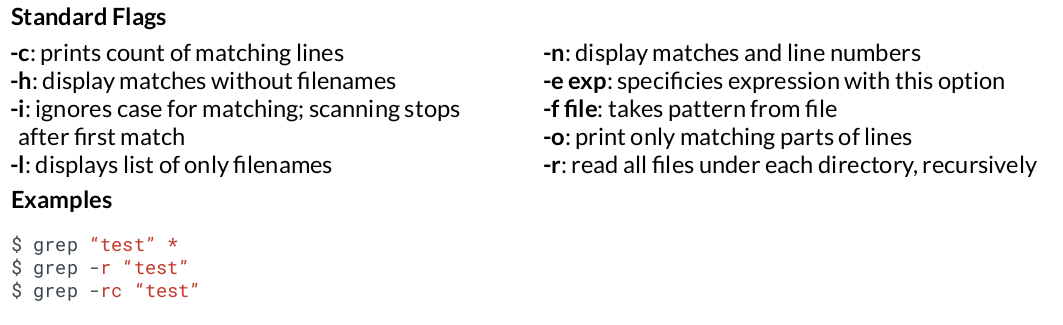 Standard Flags
-c: prints count of matching lines
-h: display matches without filenames
-i: ignores case for matching; scanning stops
after first match
-l: displays list of only filenames
-n: display matches and line numbers
-e exp: specificies expression with this option
-f file: takes pattern from file
-o: print only matching parts of lines
-r: read all files under each directory, recursively
Examples
$ grep “test” *
$ grep -r “test”
$ grep -rc “test”